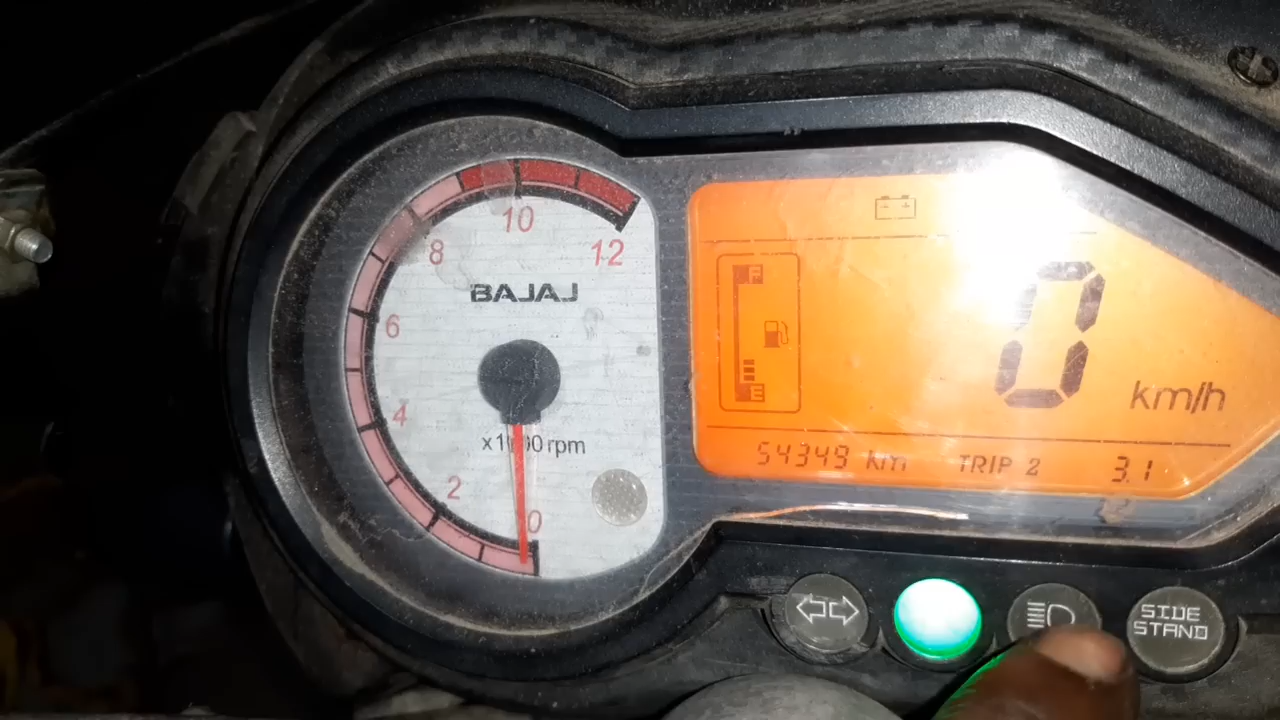 10
8
12
BAJAJ
6
4
x1000 rpm
2
0
F
E
0
km/h
54349 km TRIP 2 3.1
SIDE
STAND